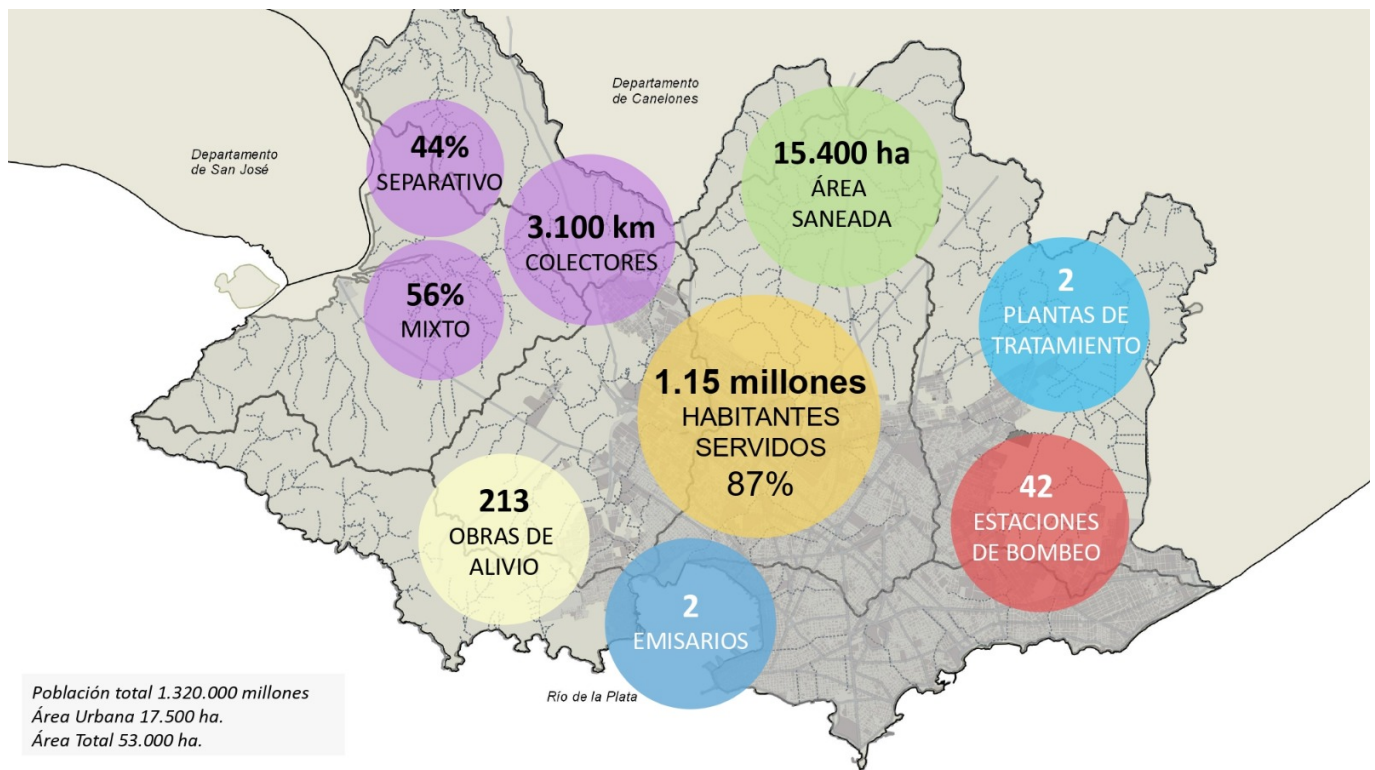 Departamento
de Canelones
Departamento
de San José
44%
SEPARATIVO
3.100 km
COLECTORES
15.400 ha
ÁREA
SANEADA
56%
MIXTO
2
PLANTAS DE
TRATAMIENTO
1.15 millones
HABITANTES
SERVIDOS
87%
213
OBRAS DE
ALIVIO
42
ESTACIONES
DE BOMBEO
2
EMISARIOS
Río de la Plata
Población total 1.320.000 millones
Área Urbana 17.500 ha.
Área Total 53.000 ha.